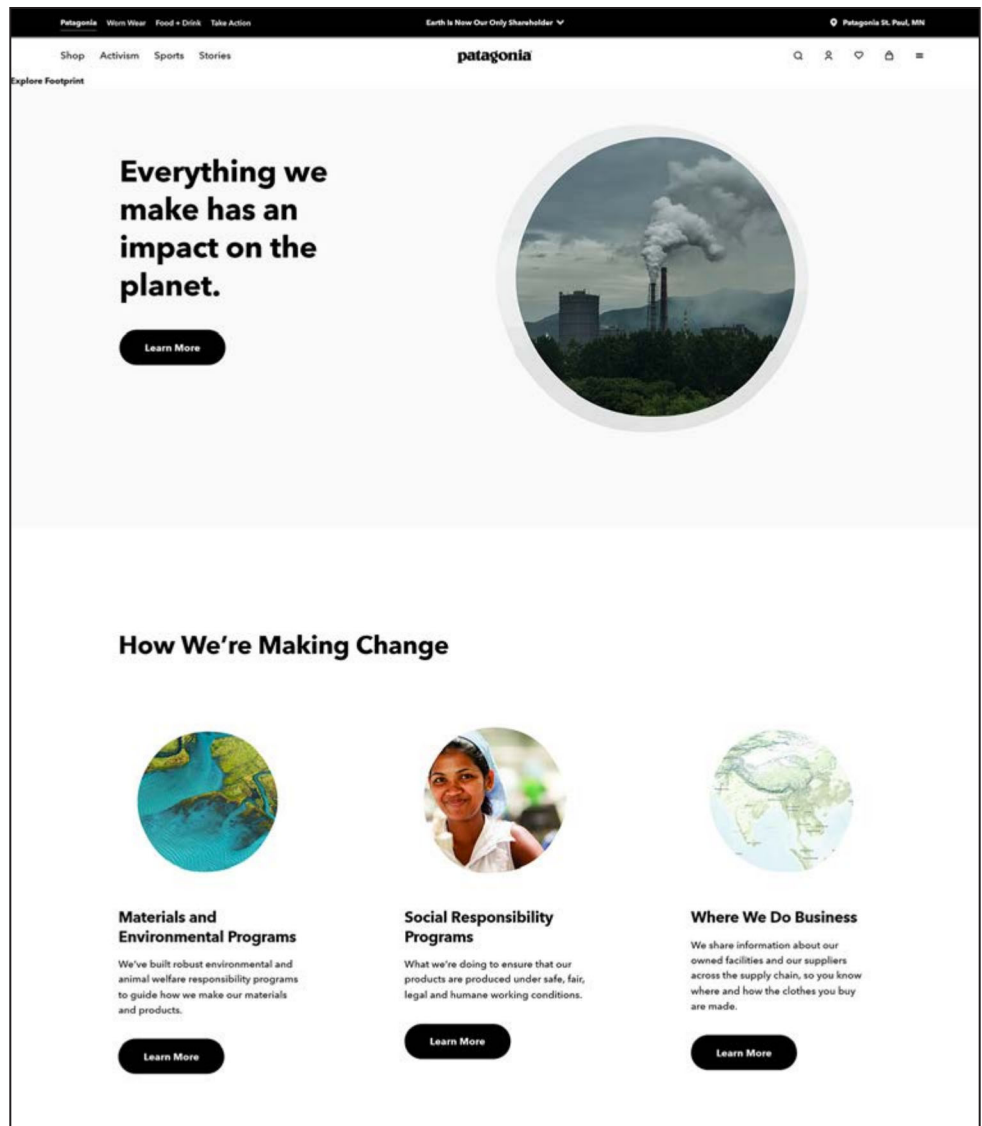 Patagonia Worn Wear Food + Drink Take Action
Earth Is Now Our Only Shareholder
Patagonia St. Paul, MN
Shop Activism Sports Stories
patagonia
Explore Footprint
Everything we
make has an
impact on the
planet.
Learn More
How We're Making Change
Materials and
Environmental Programs
We've built robust environmental and
animal welfare responsibility programs
to guide how we make our materials
and products.
Learn More
Social Responsibility
Programs
What we're doing to ensure that our
products are produced under safe, fair,
legal and humane working conditions.
Learn More
Where We Do Business
We share information about our
owned facilities and our suppliers
across the supply chain, so you know
where and how the clothes you buy
are made.
Learn More